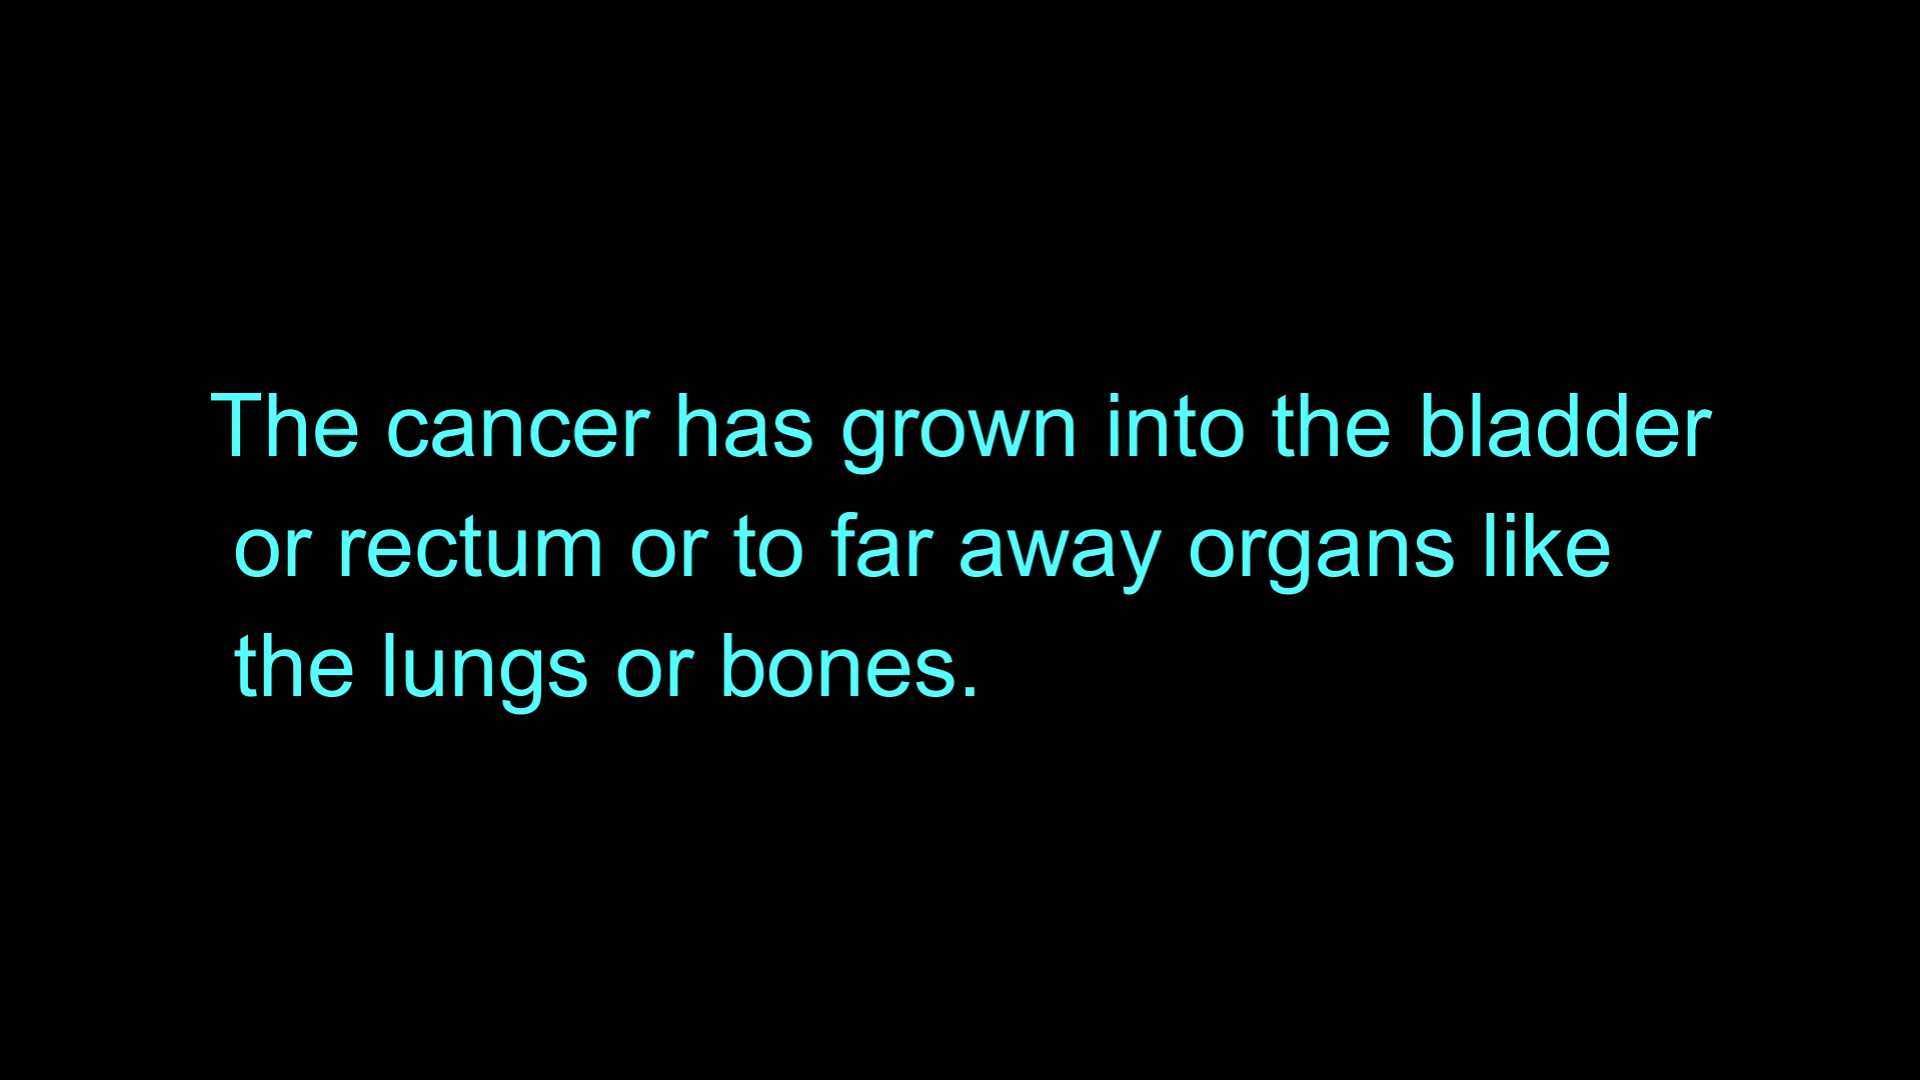 The cancer has grown into the bladder
or rectum or to far away organs like
the lungs or bones.